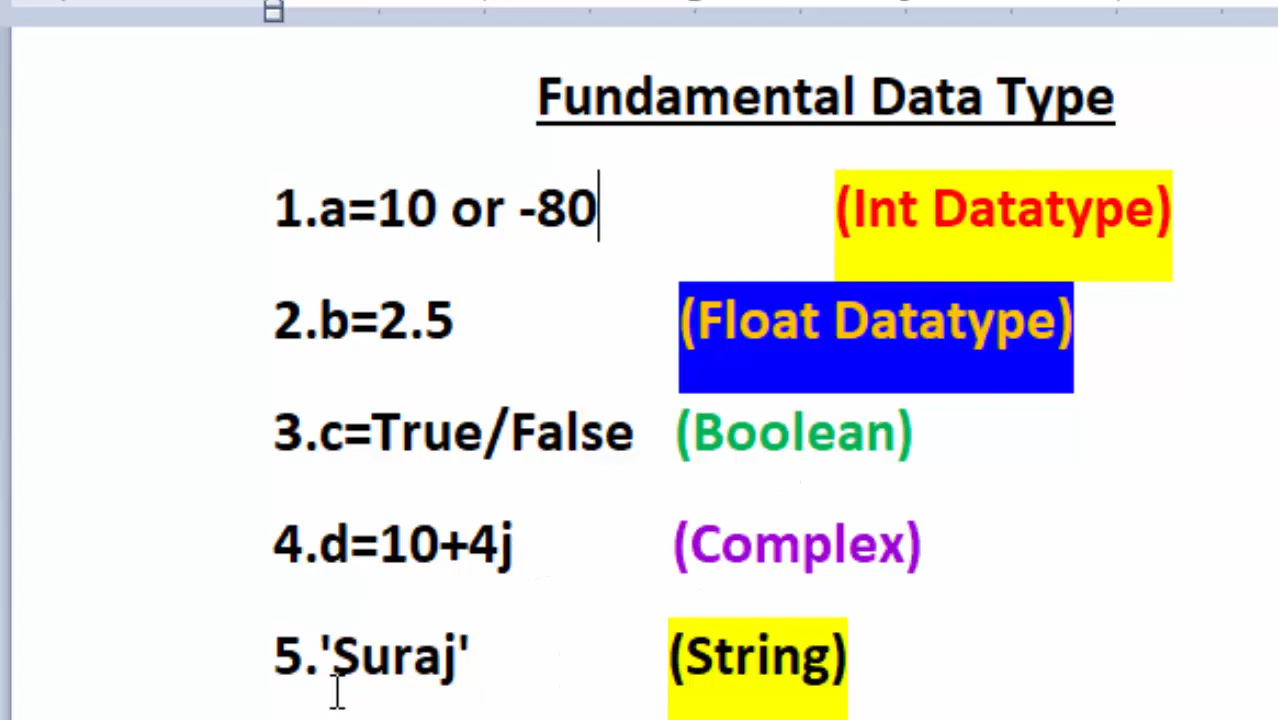 Fundamental Data Type
1.a=10 or -80 (Int Datatype)
2.b=2.5 (Float Datatype)
3.c=True/False (Boolean)
4.d=10+4j (Complex)
5.'Suraj' (String)